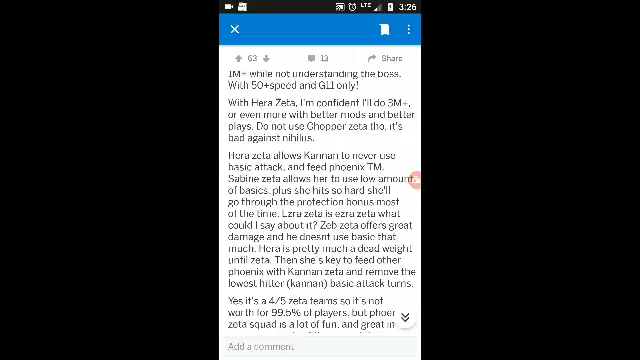 LTE 3:26
63 13 Share
1M+ while not understanding the boss.
With 50+speed and G11 only!
With Hera Zeta, I'm confident I'll do 3M+,
or even more with better mods and better
plays. Do not use Chopper zeta tho, it's
bad against nihilus.
Hera zeta allows Kannan to never use
basic attack, and feed phoenix TM.
Sabine zeta allows her to use low amount
of basics, plus she hits so hard she'll
go through the protection bonus most
of the time. Ezra zeta is ezra zeta what
could I say about it? Zeb zeta offers great
damage and he doesnt use basic that
much. Hera is pretty much a dead weight
until zeta. Then she's key to feed other
phoenix with Kannan zeta and remove the
lowest hitter (kannan) basic attack turns.
Yes it's a 4/5 zeta teams so it's not
worth for 99.5% of players, but phoe
zeta squad is a lot of fun, and great in
Add a comment